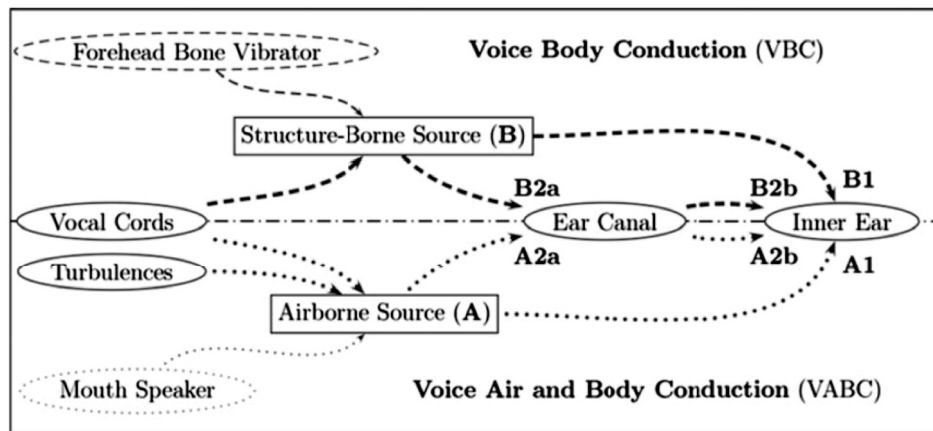 Forehead Bone Vibrator
Voice Body Conduction (VBC)
Structure-Borne Source (B)
B2a
B2b
B1
Vocal Cords
Ear Canal
Inner Ear
Turbulences
A2a
A2b
A1
Airborne Source (A)
Mouth Speaker
Voice Air and Body Conduction (VABC)